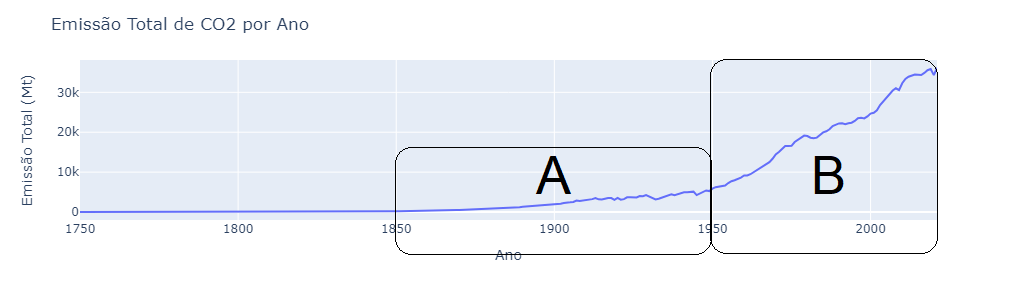 Emissão Total de CO2 por Ano
Emissão Total (Mt)
30k
20k
10k
0
A
B
1750
1800
1850
1900
1950
2000
Ano